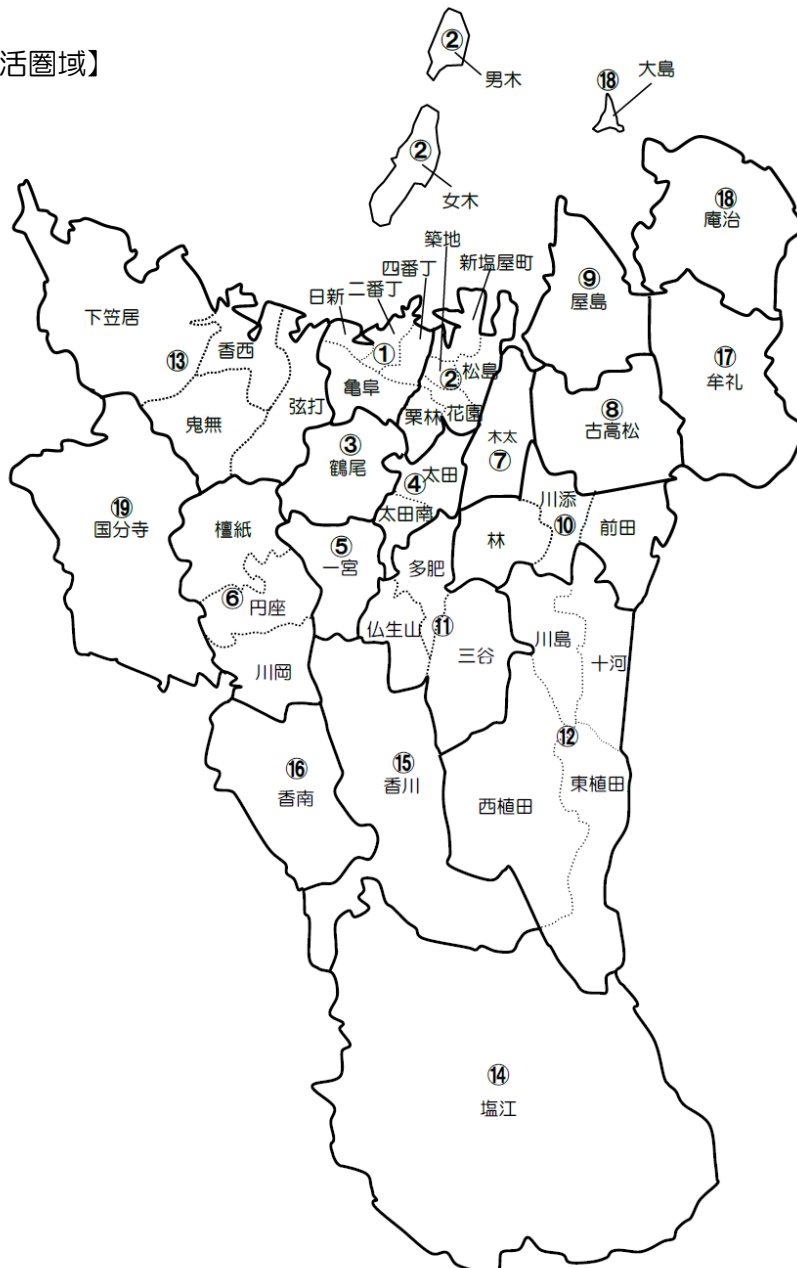 活圏域】
②
男木
⑱
大島
②
女木
⑱
庵治
築地
四番丁
新塩屋町
二番丁
日新
⑨
屋島
下笠居
⑬
香西
①
亀阜
②
松島
⑰
牟礼
弦打
栗林
花園
⑧
古高松
鬼無
③
鶴尾
木太
⑦
④
太田
太田南
⑲
国分寺
檀紙
川添
⑩
前田
林
⑤
一宮
多肥
⑥
円座
仏生山
⑪
三谷
川島
十河
川岡
⑫
⑯
香南
⑮
香川
西植田
東植田
⑭
塩江